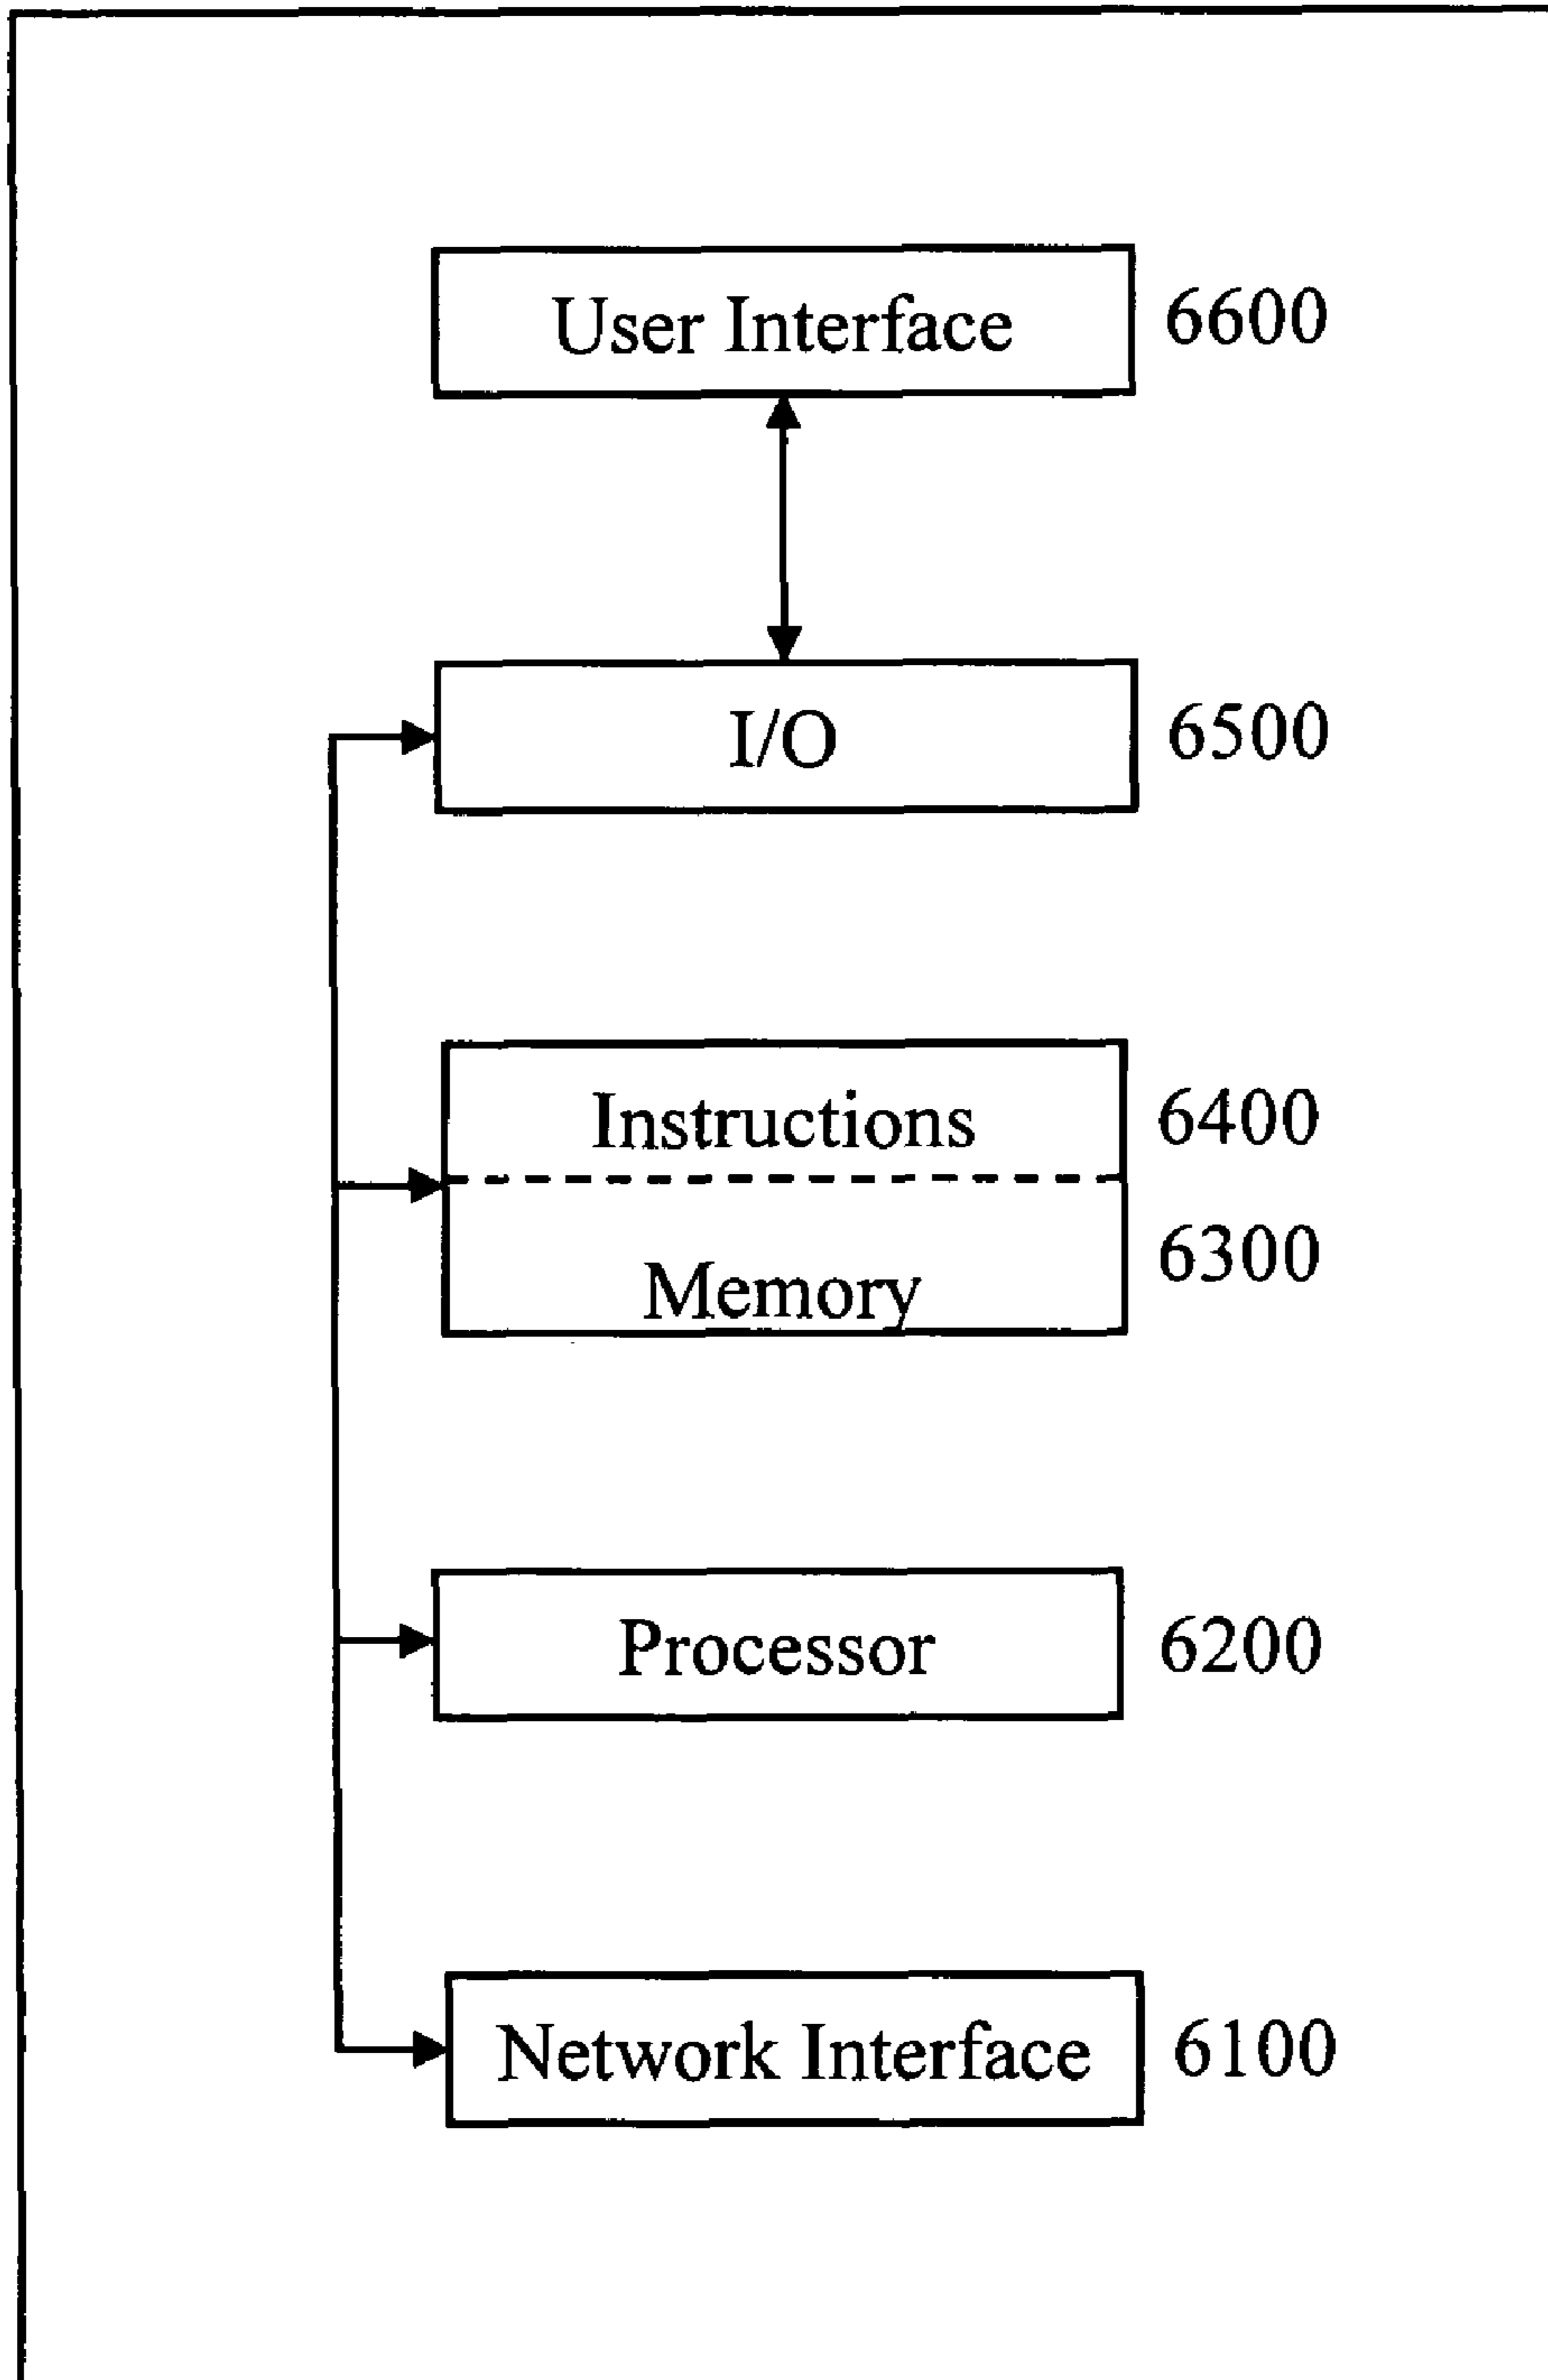 User Interface 6600
I/O 6500
Instructions 6400
6300
Memory
Processor 6200
Network Interface 6100